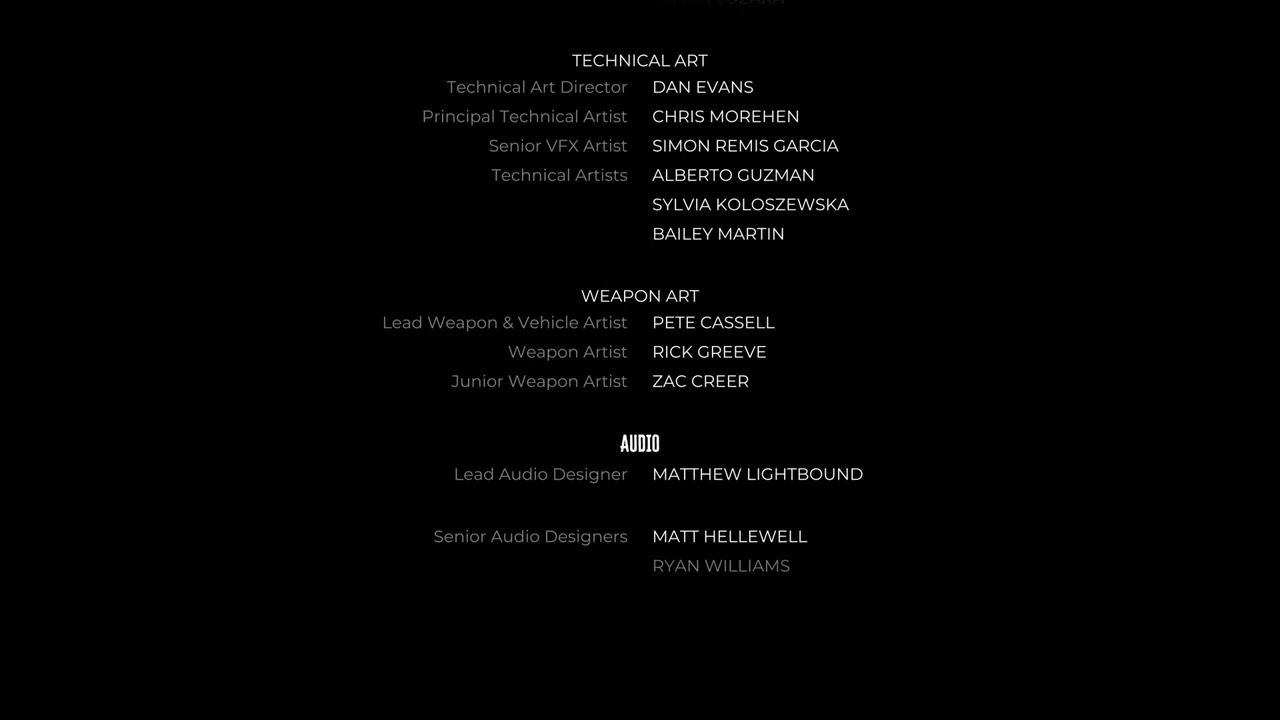 TECHNICAL ART
Technical Art Director DAN EVANS
Principal Technical Artist CHRIS MOREHEN
Senior VFX Artist SIMON REMIS GARCIA
Technical Artists ALBERTO GUZMAN
SYLVIA KOLOSZEWSKA
BAILEY MARTIN
WEAPON ART
Lead Weapon & Vehicle Artist PETE CASSELL
Weapon Artist RICK GREEVE
Junior Weapon Artist ZAC CREER
AUDIO
Lead Audio Designer MATTHEW LIGHTBOUND
Senior Audio Designers MATT HELLEWELL
RYAN WILLIAMS